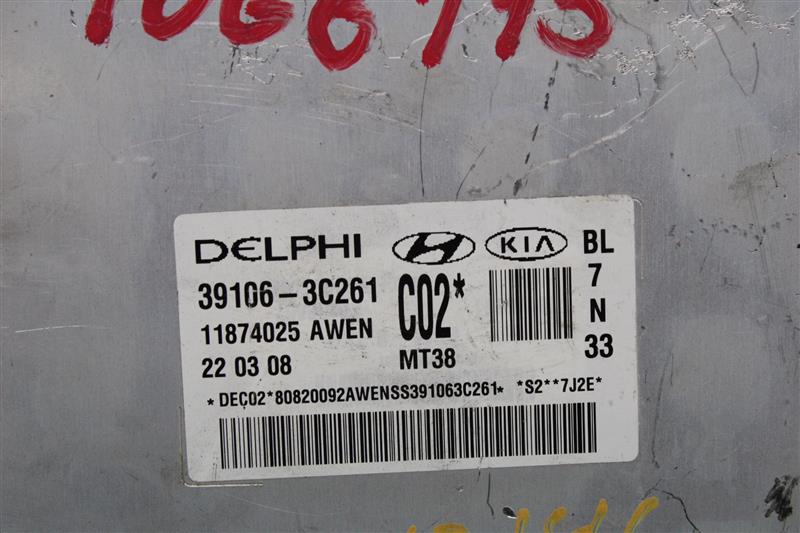 DELPHI H KIA BL
39106-3C261 C02* 7
11874025 AWEN N
22 03 08 MT38 33
*DEC02*80820092AWENSS391063C261* *S2**7J2E*